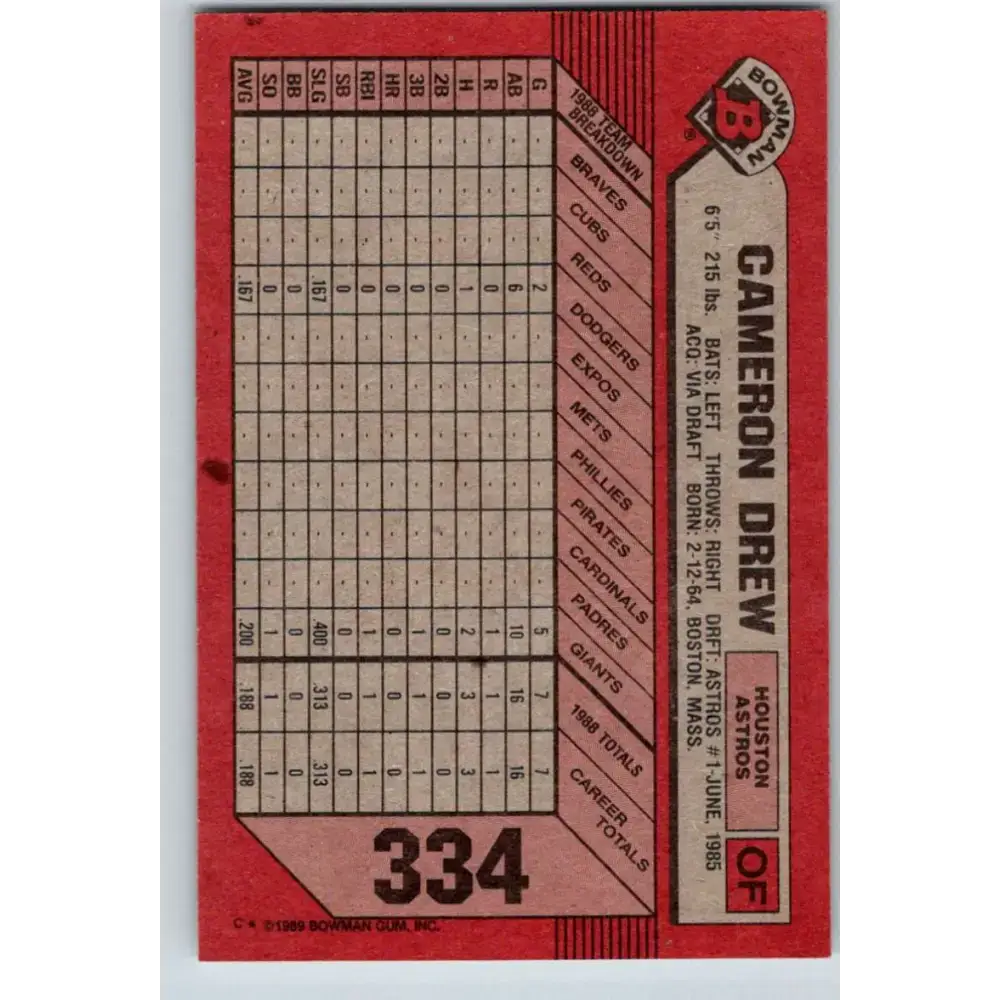 BOWMAN
B
®
CAMERON DREW
HOUSTON
ASTROS
OF
6'5" 215 lbs. BATS: LEFT THROWS: RIGHT DRFT: ASTROS #1-JUNE, 1985
ACQ: VIA DRAFT BORN: 2-12-64, BOSTON, MASS.
1988 TEAM
BREAKDOWN
BRAVES
CUBS
REDS
DODGERS
EXPOS
METS
PHILLIES
PIRATES
CARDINALS
PADRES
GIANTS
1988 TOTALS
CAREER
TOTALS
G . . . 2 . . . . . . 5 7 7
AB . . . 6 . . . . . . 10 16 16
R . . . 0 . . . . . . 1 1 1
H . . . 1 . . . . . . 2 3 3
2B . . . 0 . . . . . . 0 0 0
3B . . . 0 . . . . . . 1 1 1
HR . . . 0 . . . . . . 0 0 0
RBI . . . 0 . . . . . . 1 1 1
SB . . . 0 . . . . . . 0 0 0
SLG . . . .167 . . . . . . .400 .313 .313
BB . . . 0 . . . . . . 0 0 0
SO . . . 0 . . . . . . 1 1 1
AVG . . . .167 . . . . . . .200 .188 .188
334
C * ©1989 BOWMAN GUM, INC.